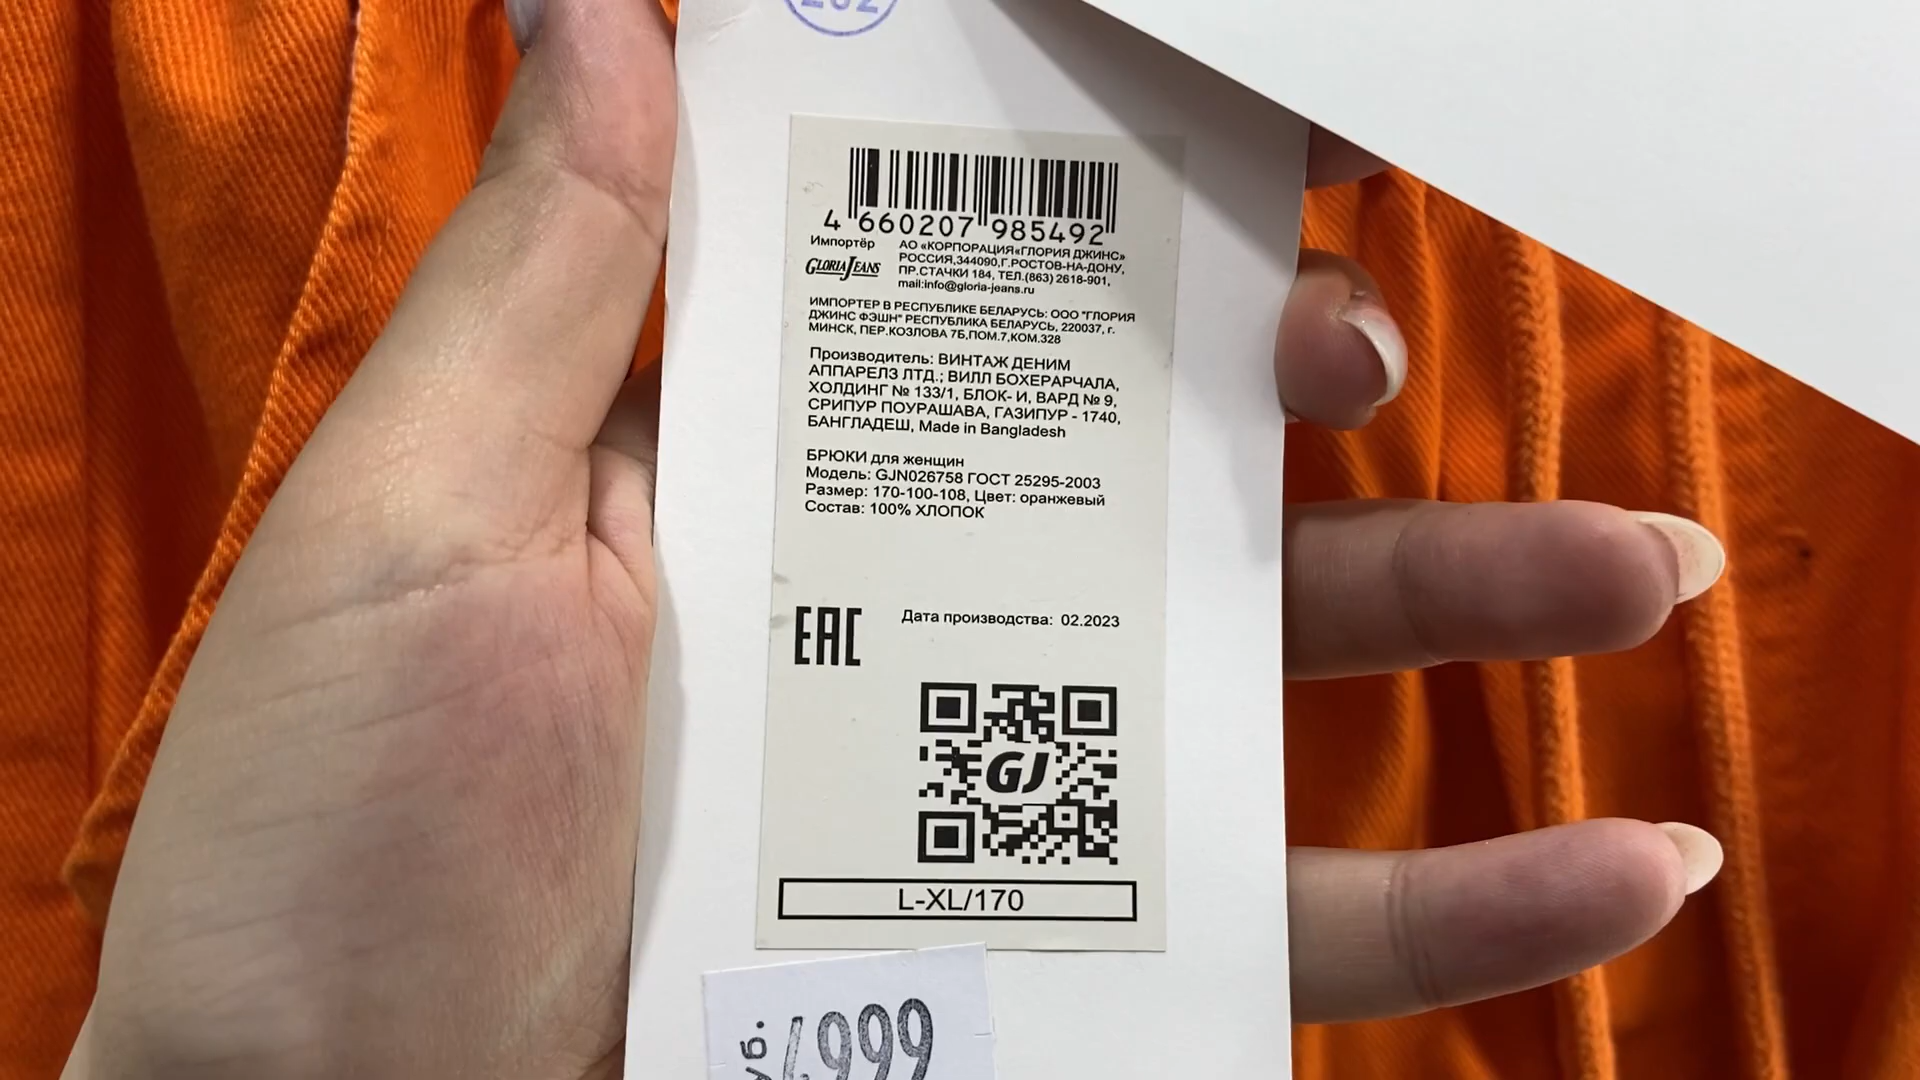 4 660207 985492
Импортёр
GLORIA JEANS
АО «КОРПОРАЦИЯ«ГЛОРИЯ ДЖИНС»
РОССИЯ,344090,Г.РОСТОВ-НА-ДОНУ,
ПР.СТАЧКИ 184, ТЕЛ.(863) 2618-901,
mail:info@gloria-jeans.ru
ИМПОРТЕР В РЕСПУБЛИКЕ БЕЛАРУСЬ: ООО "ГЛОРИЯ
ДЖИНС ФЭШН" РЕСПУБЛИКА БЕЛАРУСЬ, 220037, г.
МИНСК, ПЕР.КОЗЛОВА 7Б,ПОМ.7,КОМ.328
Производитель: ВИНТАЖ ДЕНИМ
АППАРЕЛЗ ЛТД.; ВИЛЛ БОХЕРАРЧАЛА,
ХОЛДИНГ № 133/1, БЛОК- И, ВАРД № 9,
СРИПУР ПОУРАШАВА, ГАЗИПУР - 1740,
БАНГЛАДЕШ, Made in Bangladesh
БРЮКИ для женщин
Модель: GJN026758 ГОСТ 25295-2003
Размер: 170-100-108, Цвет: оранжевый
Состав: 100% ХЛОПОК
EAC
Дата производства: 02.2023
GJ
L-XL/170
999